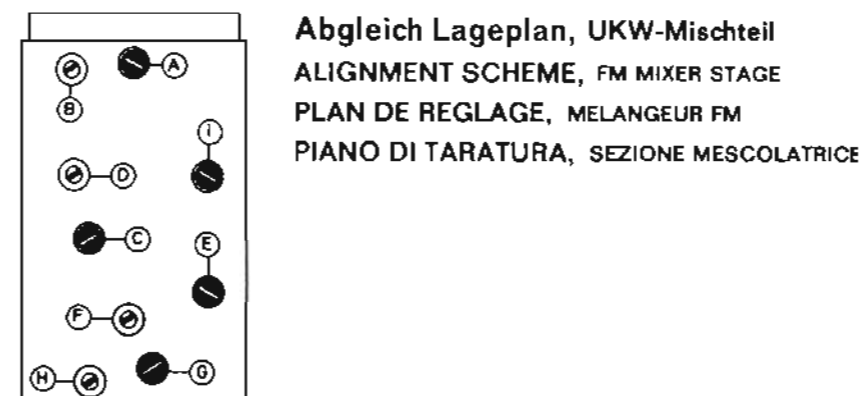 Abgleich Lageplan, UKW-Mischteil
ALIGNMENT SCHEME, FM MIXER STAGE
PLAN DE REGLAGE, MELANGEUR FM
PIANO DI TARATURA, SEZIONE MESCOLATRICE
A
B
1
D
C
E
F
H
G